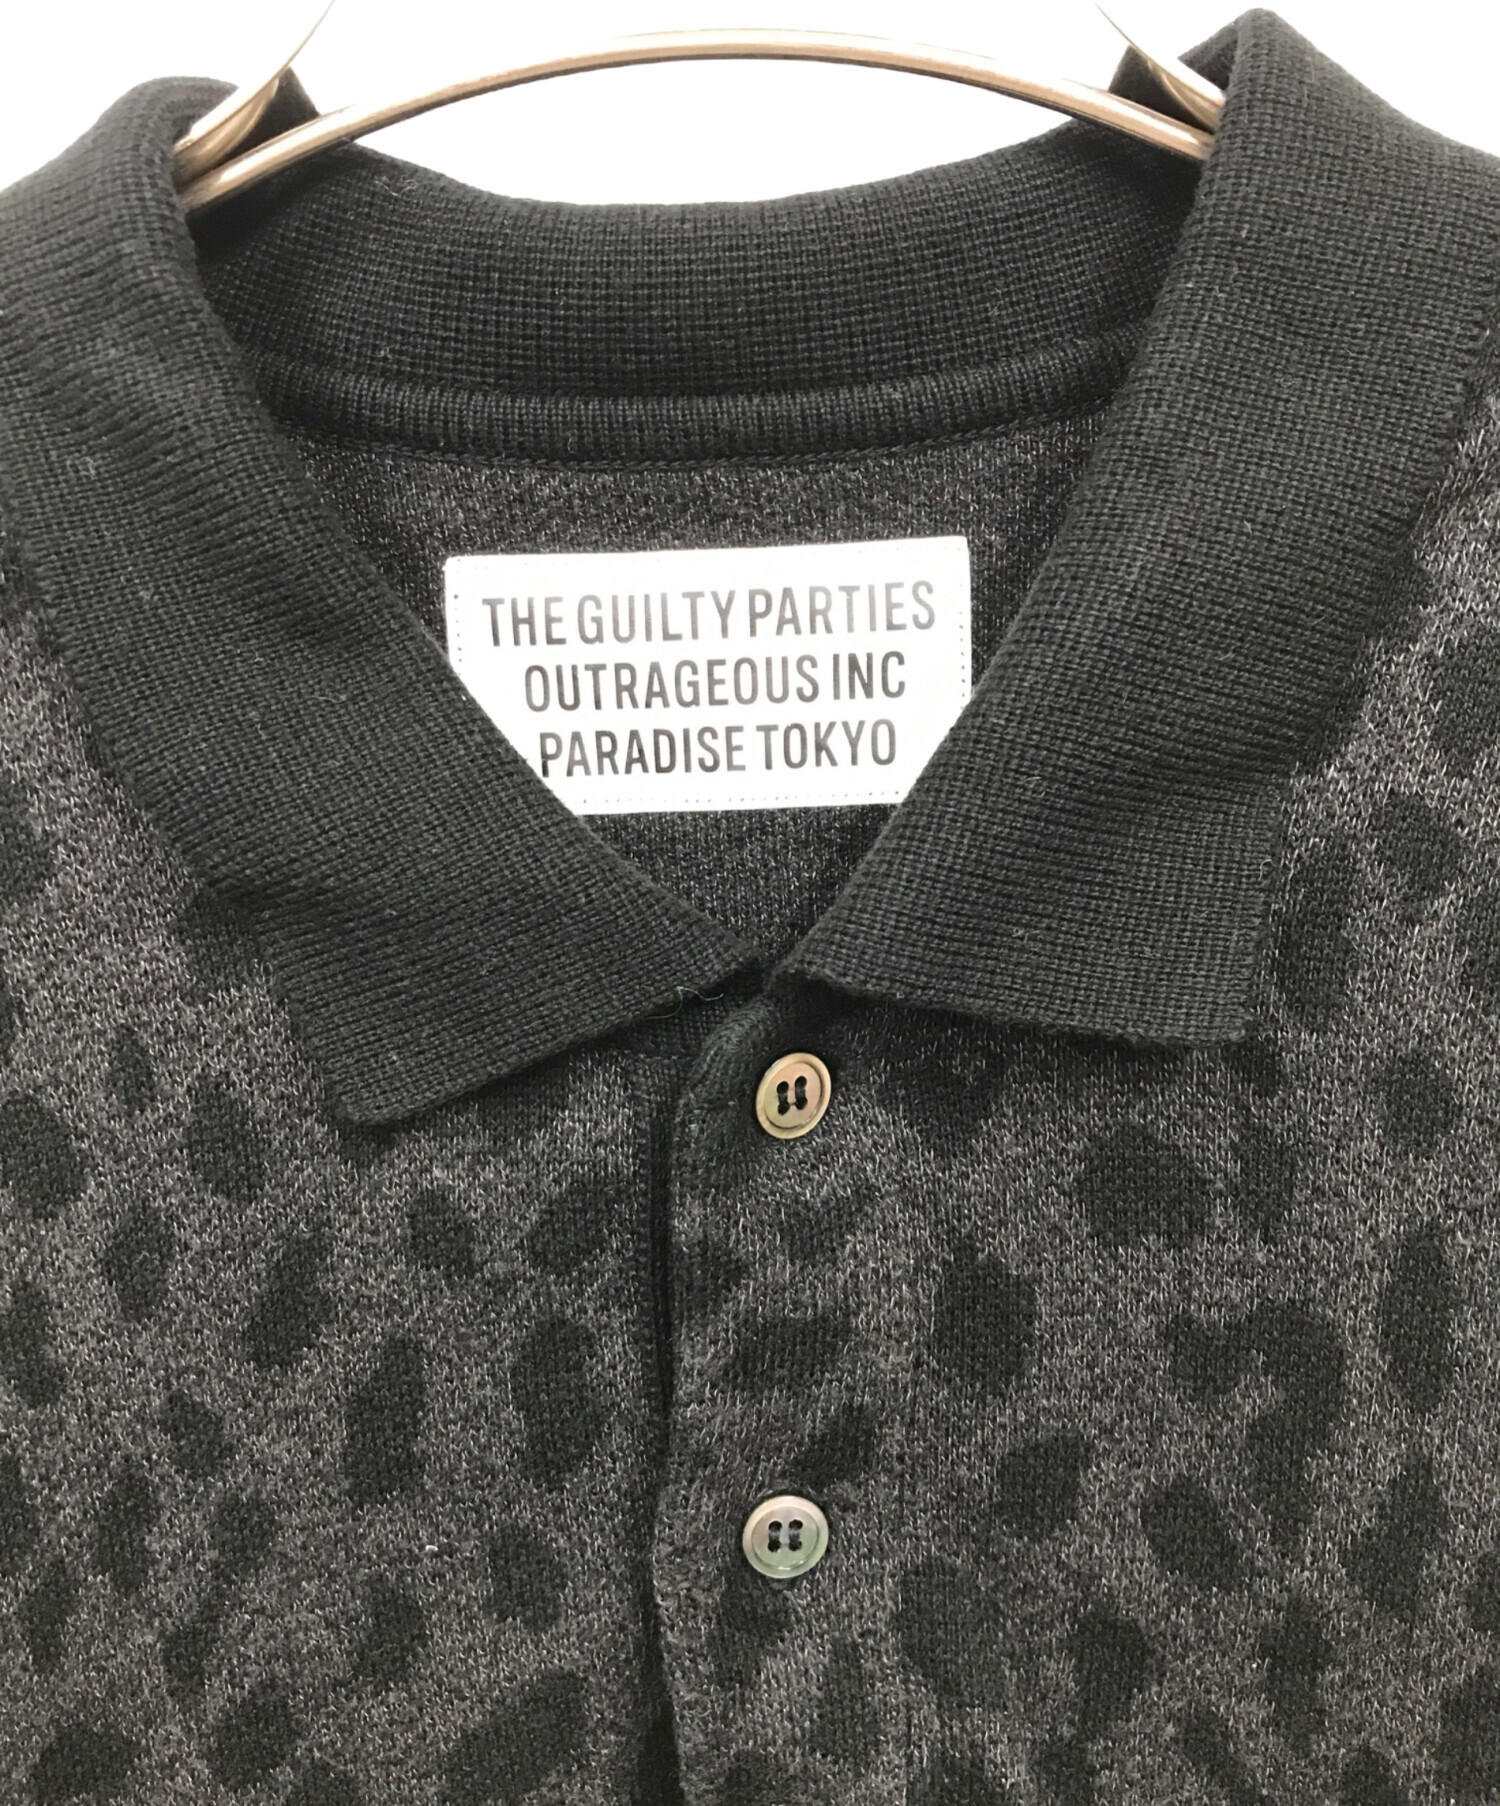 THE GUILTY PARTIES
OUTRAGEOUS INC
PARADISE TOKYO